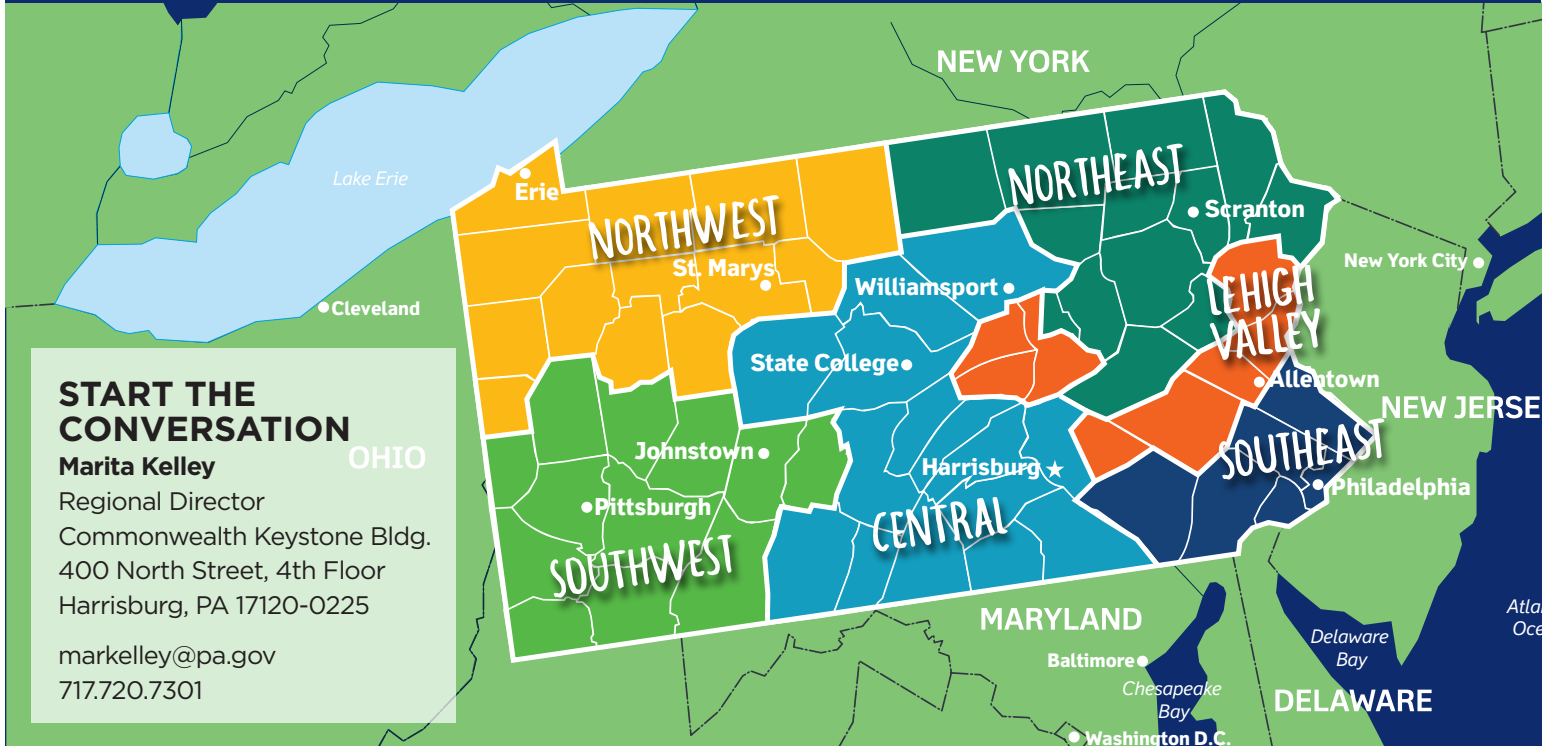 NEW YORK
Lake Erie
Erie
NORTHWEST
NORTHEAST
Scranton
St. Marys
Williamsport
New York City
Cleveland
LEHIGH
VALLEY
State College
Allentown
NEW JERSE
START THE
CONVERSATION
Marita Kelley
Regional Director
Commonwealth Keystone Bldg.
400 North Street, 4th Floor
Harrisburg, PA 17120-0225
markelley@pa.gov
717.720.7301
OHIO
Johnstown
Harrisburg
SOUTHEAST
Philadelphia
Pittsburgh
CENTRAL
SOUTHWEST
MARYLAND
Atla
Oce
Delaware
Bay
Baltimore
Chesapeake
Bay
DELAWARE
Washington D.C.